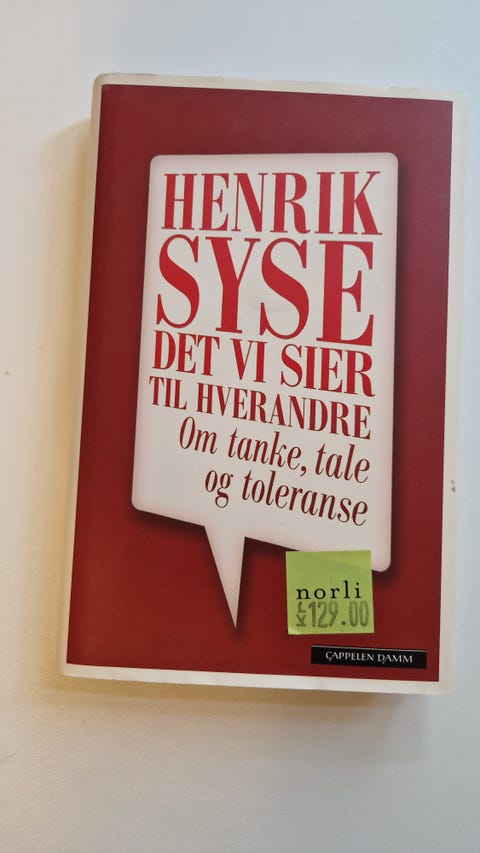 HENRIK
SYSE
DET VI SIER
TIL HVERANDRE
Om tanke, tale
og toleranse
norli
Kr 129.00
CAPPELEN DAMM